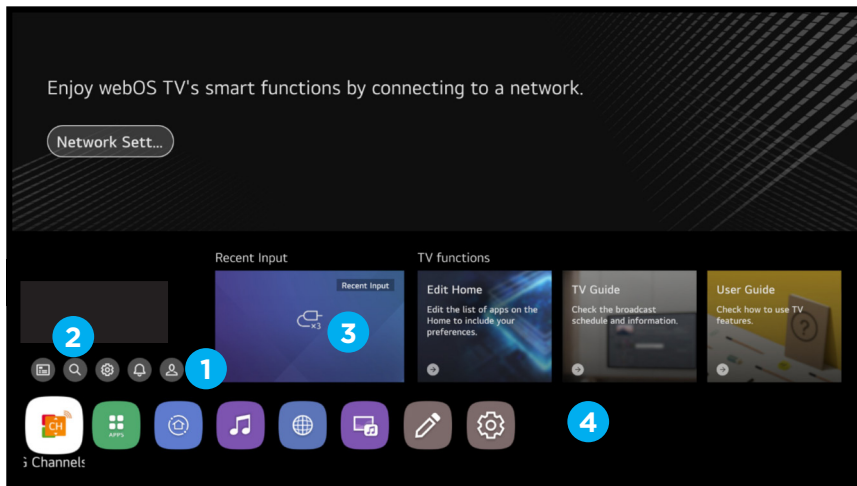 Enjoy webOS TV's smart functions by connecting to a network.
Network Sett...
Recent Input
TV functions
Recent Input
×3
3
Edit Home
Edit the list of apps on the
Home to include your
preferences.
TV Guide
Check the broadcast
schedule and information.
User Guide
Check how to use TV
features.
2
1
CH
APPS
4
G Channels